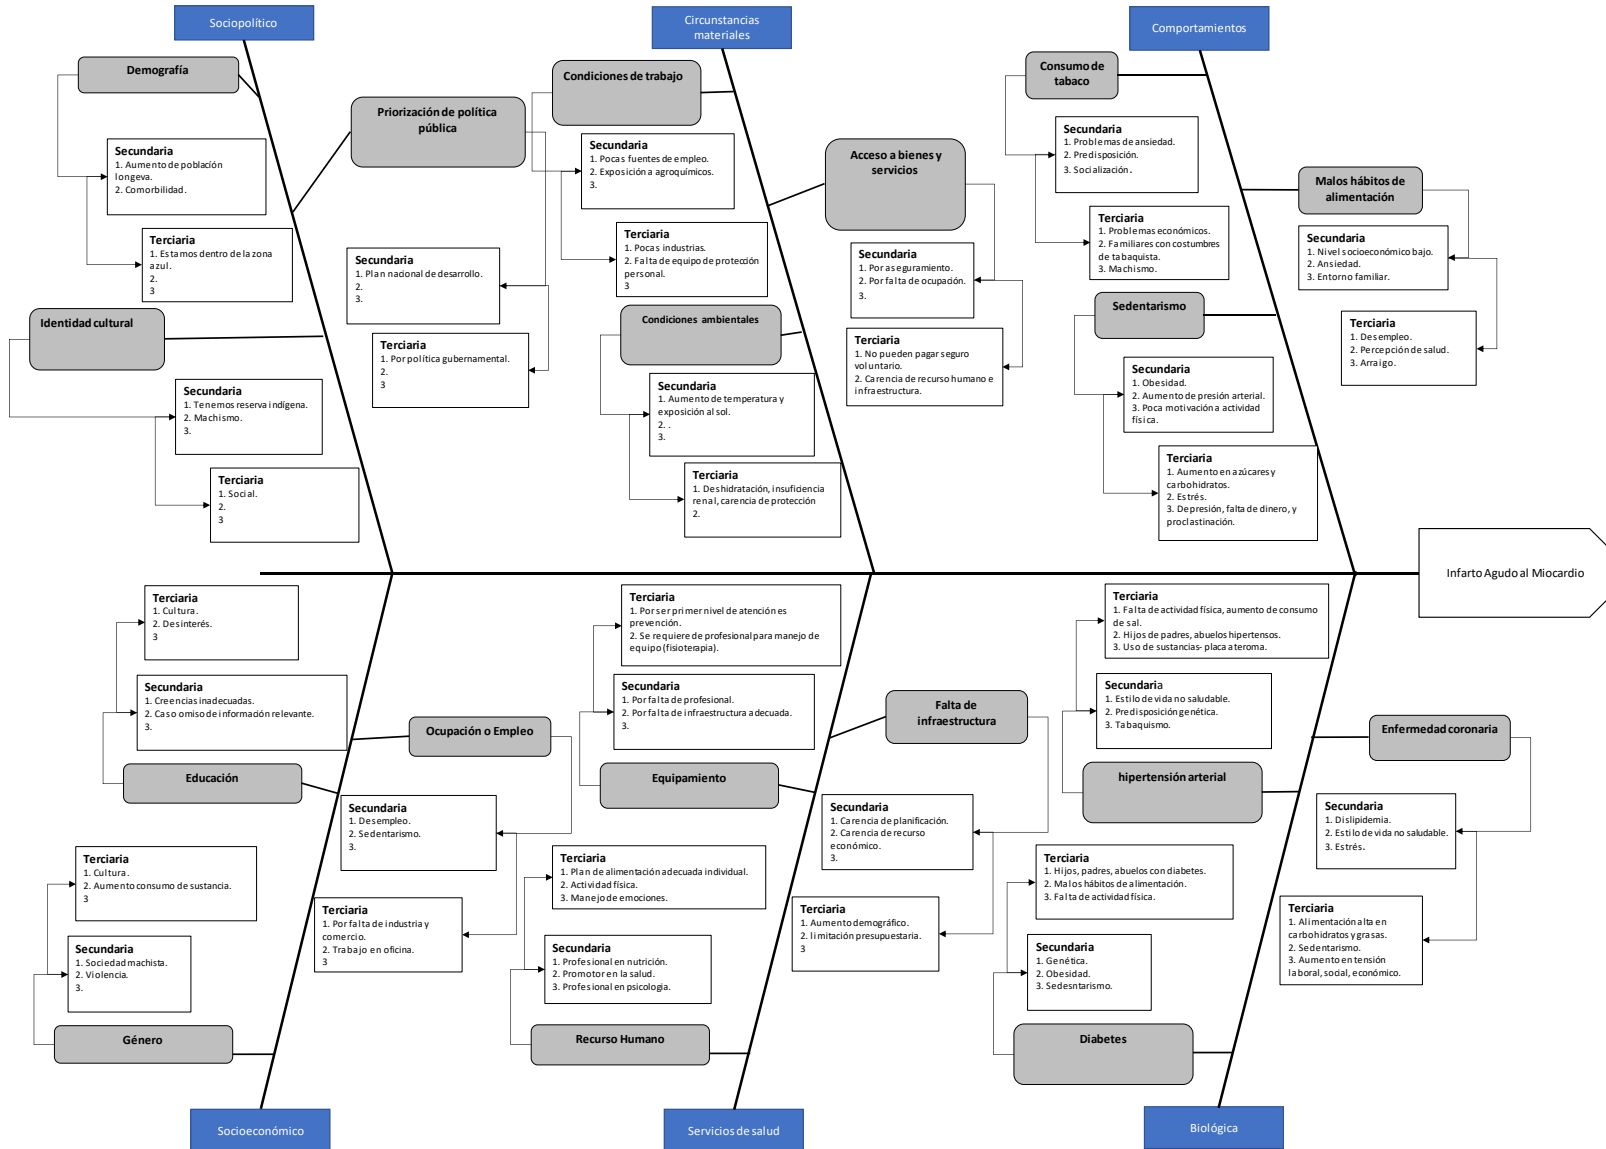 Sociopolítico
Demografía
Secundaria
1. Aumento de población
longeva.
2. Comorbilidad.
Terciaria
1. Estamos dentro de la zona
azul.
2.
3
Priorización de política
pública
Secundaria
1. Plan nacional de desarrollo.
2.
3.
Terciaria
1. Por política gubernamental.
2.
3
Identidad cultural
Secundaria
1. Tenemos reserva indígena.
2. Machismo.
3.
Terciaria
1. Social.
2.
3
Circunstancias
materiales
Condiciones de trabajo
Secundaria
1. Pocas fuentes de empleo.
2. Exposición a agroquímicos.
3.
Terciaria
1. Pocas industrias.
2. Falta de equipo de protección
personal.
3
Acceso a bienes y
servicios
Secundaria
1. Por aseguramiento.
2. Por falta de ocupación.
3.
Terciaria
1. No pueden pagar seguro
voluntario.
2. Carencia de recurso humano e
infraestructura.
Condiciones ambientales
Secundaria
1. Aumento de temperatura y
exposición al sol.
2. .
3.
Terciaria
1. Deshidratación, insuficiencia
renal, carencia de protección
2.
Comportamientos
Consumo de
tabaco
Secundaria
1. Problemas de ansiedad.
2. Predisposición.
3. Socialización.
Terciaria
1. Problemas económicos.
2. Familiares con costumbres
de tabaquista.
3. Machismo.
Malos hábitos de
alimentación
Secundaria
1. Nivel socioeconómico bajo.
2. Ansiedad.
3. Entorno familiar.
Terciaria
1. Desempleo.
2. Percepción de salud.
3. Arraigo.
Sedentarismo
Secundaria
1. Obesidad.
2. Aumento de presión arterial.
3. Poca motivación a actividad
física.
Terciaria
1. Aumento en azúcares y
carbohidratos.
2. Estrés.
3. Depresión, falta de dinero, y
proclastinación.
Infarto Agudo al Miocardio
Terciaria
1. Cultura.
2. Desinterés.
3
Secundaria
1. Creencias inadecuadas.
2. Caso omiso de información relevante.
3.
Educación
Ocupación o Empleo
Secundaria
1. Desempleo.
2. Sedentarismo.
3.
Terciaria
1. Por falta de industria y
comercio.
2. Trabajo en oficina.
3
Terciaria
1. Cultura.
2. Aumento consumo de sustancia.
3
Secundaria
1. Sociedad machista.
2. Violencia.
3.
Género
Socioeconómico
Terciaria
1. Por ser primer nivel de atención es
prevención.
2. Se requiere de profesional para manejo de
equipo (fisioterapia).
Secundaria
1. Por falta de profesional.
2. Por falta de infraestructura adecuada.
3.
Equipamiento
Falta de
infraestructura
Secundaria
1. Carencia de planificación.
2. Carencia de recurso
económico.
3.
Terciaria
1. Aumento demográfico.
2. limitación presupuestaria.
3
Terciaria
1. Plan de alimentación adecuada individual.
2. Actividad física.
3. Manejo de emociones.
Secundaria
1. Profesional en nutrición.
2. Promotor en la salud.
3. Profesional en psicologia.
Recurso Humano
Servicios de salud
Terciaria
1. Falta de actividad física, aumento de consumo
de sal.
2. Hijos de padres, abuelos hipertensos.
3. Uso de sustancias- placa ateroma.
Secundaria
1. Estilo de vida no saludable.
2. Predisposición genética.
3. Tabaquismo.
hipertensión arterial
Enfermedad coronaria
Secundaria
1. Dislipidemia.
2. Estilo de vida no saludable.
3. Estrés.
Terciaria
1. Alimentación alta en
carbohidratos y grasas.
2. Sedentarismo.
3. Aumento en tensión
laboral, social, económico.
Terciaria
1. Hijos, padres, abuelos con diabetes.
2. Malos hábitos de alimentación.
3. Falta de actividad física.
Secundaria
1. Genética.
2. Obesidad.
3. Sedesntarismo.
Diabetes
Biológica